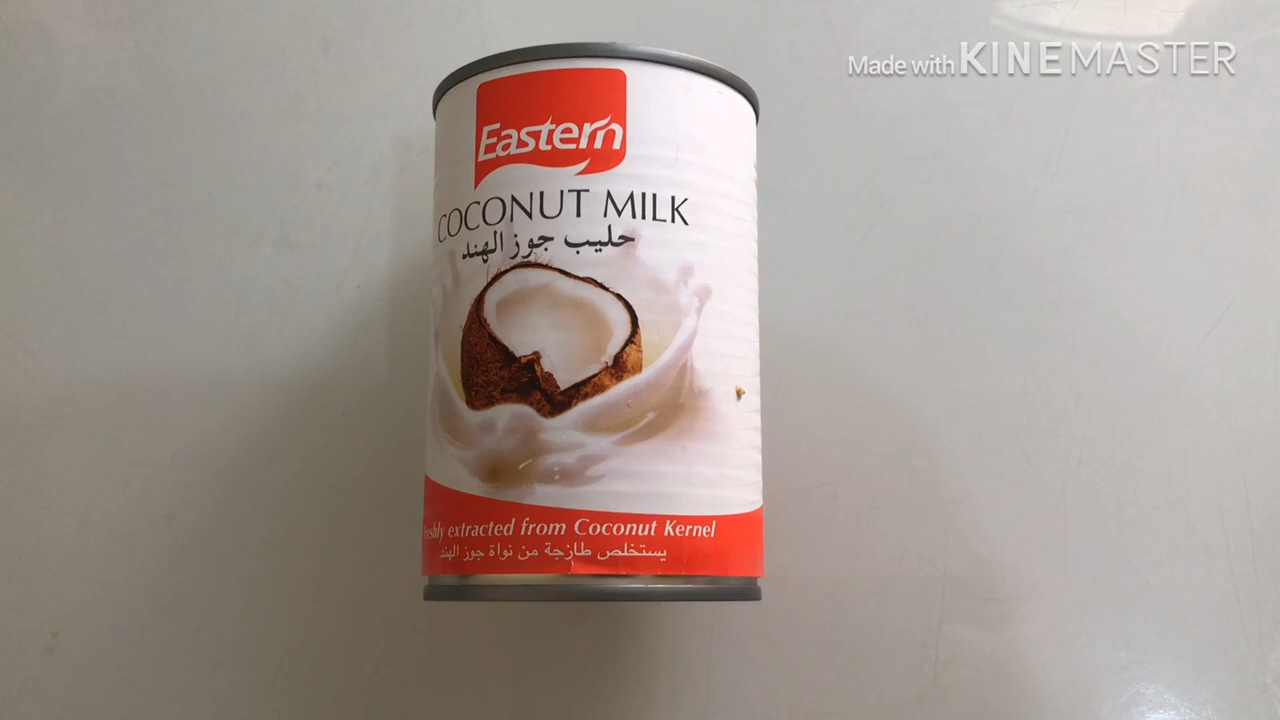 Made with KINEMASTER
Eastern
COCONUT MILK
حليب جوز الهند
freshly extracted from Coconut Kernel
يستخلص طازجة من نواة جوز الهند